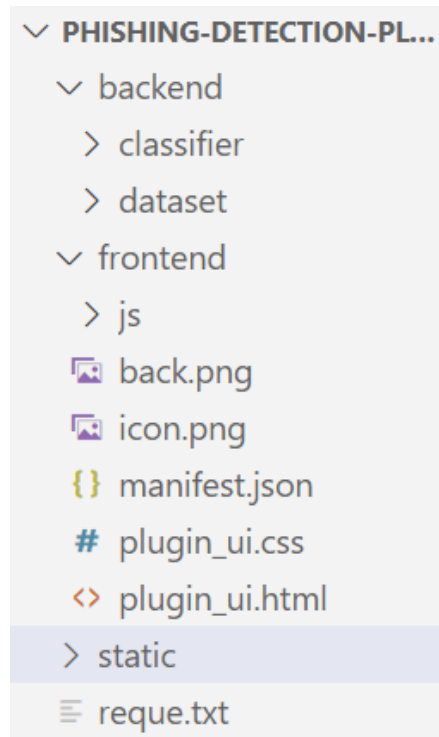 PHISHING-DETECTION-PL...
backend
classifier
dataset
frontend
js
back.png
icon.png
{} manifest.json
# plugin_ui.css
<> plugin_ui.html
static
reque.txt